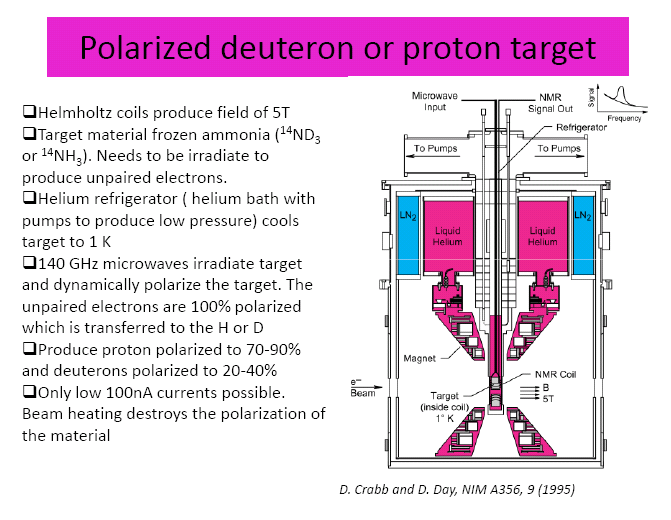 Polarized deuteron or proton target
❑Helmholtz coils produce field of 5T
❑Target material frozen ammonia (¹⁴ND₃
or ¹⁴NH₃). Needs to be irradiate to
produce unpaired electrons.
❑Helium refrigerator ( helium bath with
pumps to produce low pressure) cools
target to 1 K
❑140 GHz microwaves irradiate target
and dynamically polarize the target. The
unpaired electrons are 100% polarized
which is transferred to the H or D
❑Produce proton polarized to 70-90%
and deuterons polarized to 20-40%
❑Only low 100nA currents possible.
Beam heating destroys the polarization of
the material
Microwave
Input
NMR
Signal Out
Signal
Frequency
Refrigerator
To Pumps
To Pumps
LN₂
Liquid
Helium
Liquid
Helium
LN₂
Magnet
NMR Coil
e⁻
Beam
Target
(inside coil)
1° K
B
5T
D. Crabb and D. Day, NIM A356, 9 (1995)